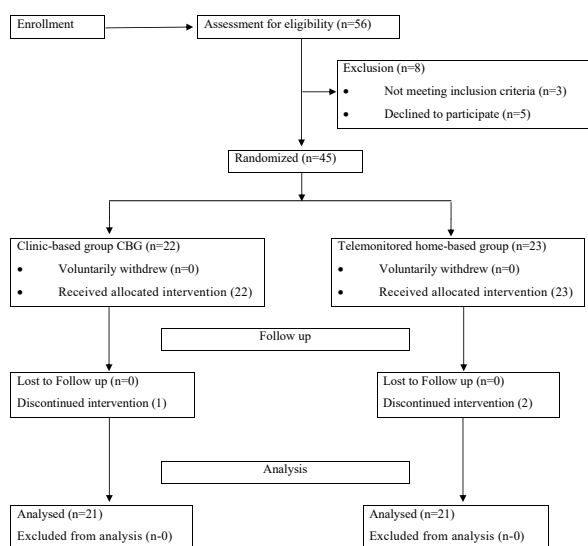 Enrollment
Assessment for eligibility (n=56)
Exclusion (n=8)
• Not meeting inclusion criteria (n=3)
• Declined to participate (n=5)
Randomized (n=45)
Clinic-based group CBG (n=22)
• Voluntarily withdrew (n=0)
• Received allocated intervention (22)
Telemonitored home-based group (n=23)
• Voluntarily withdrew (n=0)
• Received allocated intervention (23)
Follow up
Lost to Follow up (n=0)
Discontinued intervention (1)
Lost to Follow up (n=0)
Discontinued intervention (2)
Analysis
Analysed (n=21)
Excluded from analysis (n-0)
Analysed (n=21)
Excluded from analysis (n-0)